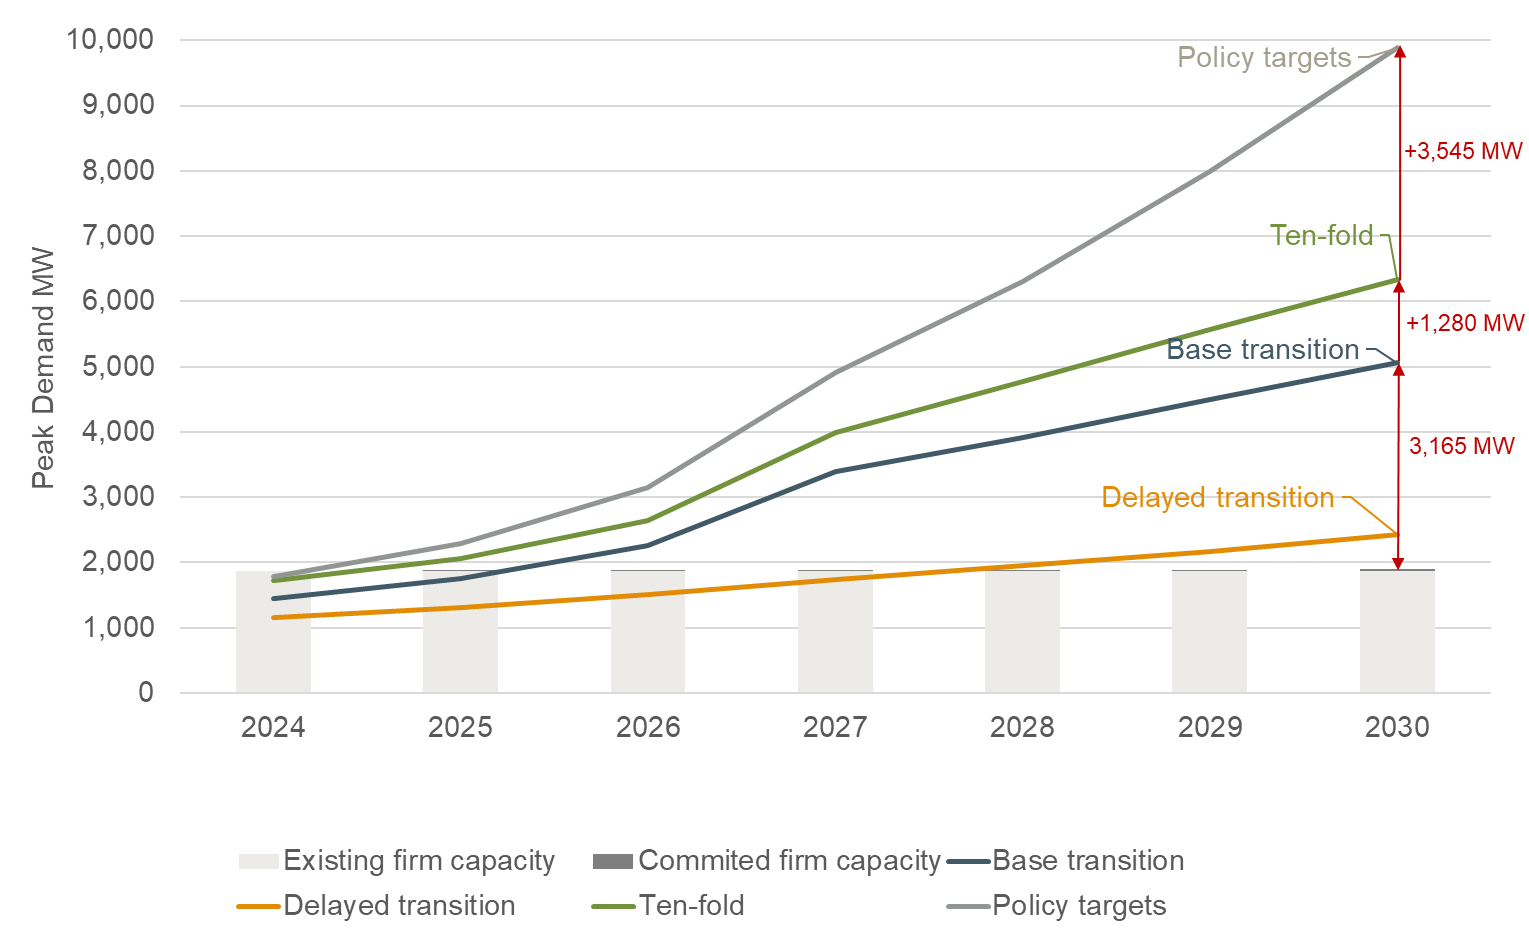 10,000
9,000
8,000
7,000
6,000
5,000
4,000
3,000
2,000
1,000
0
Peak Demand MW
Policy targets
+3,545 MW
Ten-fold
+1,280 MW
Base transition
3,165 MW
Delayed transition
2024 2025 2026 2027 2028 2029 2030
Existing firm capacity Commited firm capacity Base transition
Delayed transition Ten-fold Policy targets